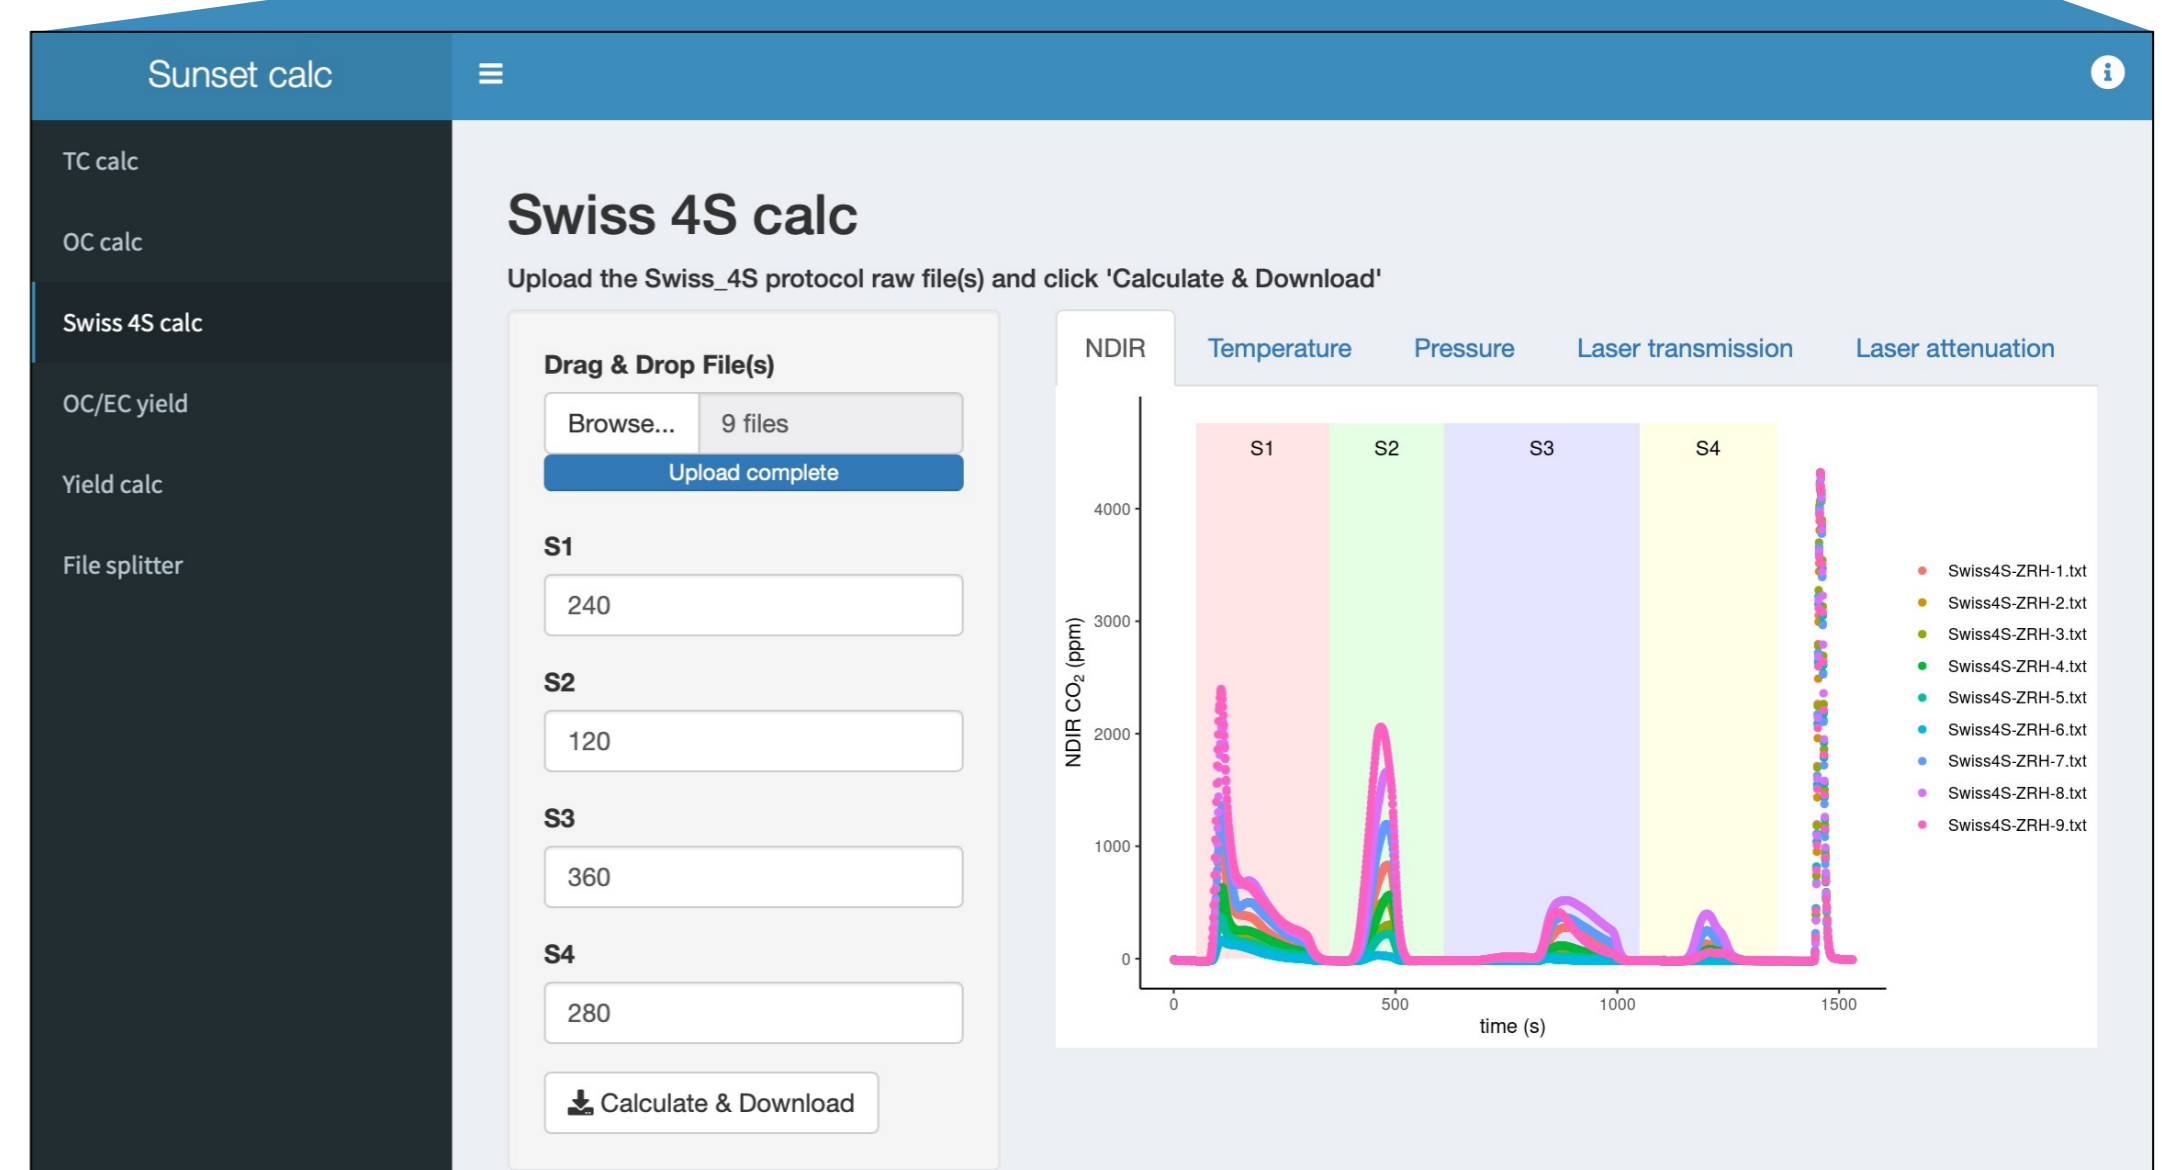 Sunset calc
TC calc
OC calc
Swiss 4S calc
OC/EC yield
Yield calc
File splitter
Swiss 4S calc
Upload the Swiss_4S protocol raw file(s) and click 'Calculate & Download'
Drag & Drop File(s)
Browse... 9 files
Upload complete
S1
240
S2
120
S3
360
S4
280
Calculate & Download
NDIR Temperature Pressure Laser transmission Laser attenuation
S1 S2 S3 S4
4000
3000
2000
1000
0
NDIR CO₂ (ppm)
0 500 1000 1500
time (s)
Swiss4S-ZRH-1.txt
Swiss4S-ZRH-2.txt
Swiss4S-ZRH-3.txt
Swiss4S-ZRH-4.txt
Swiss4S-ZRH-5.txt
Swiss4S-ZRH-6.txt
Swiss4S-ZRH-7.txt
Swiss4S-ZRH-8.txt
Swiss4S-ZRH-9.txt